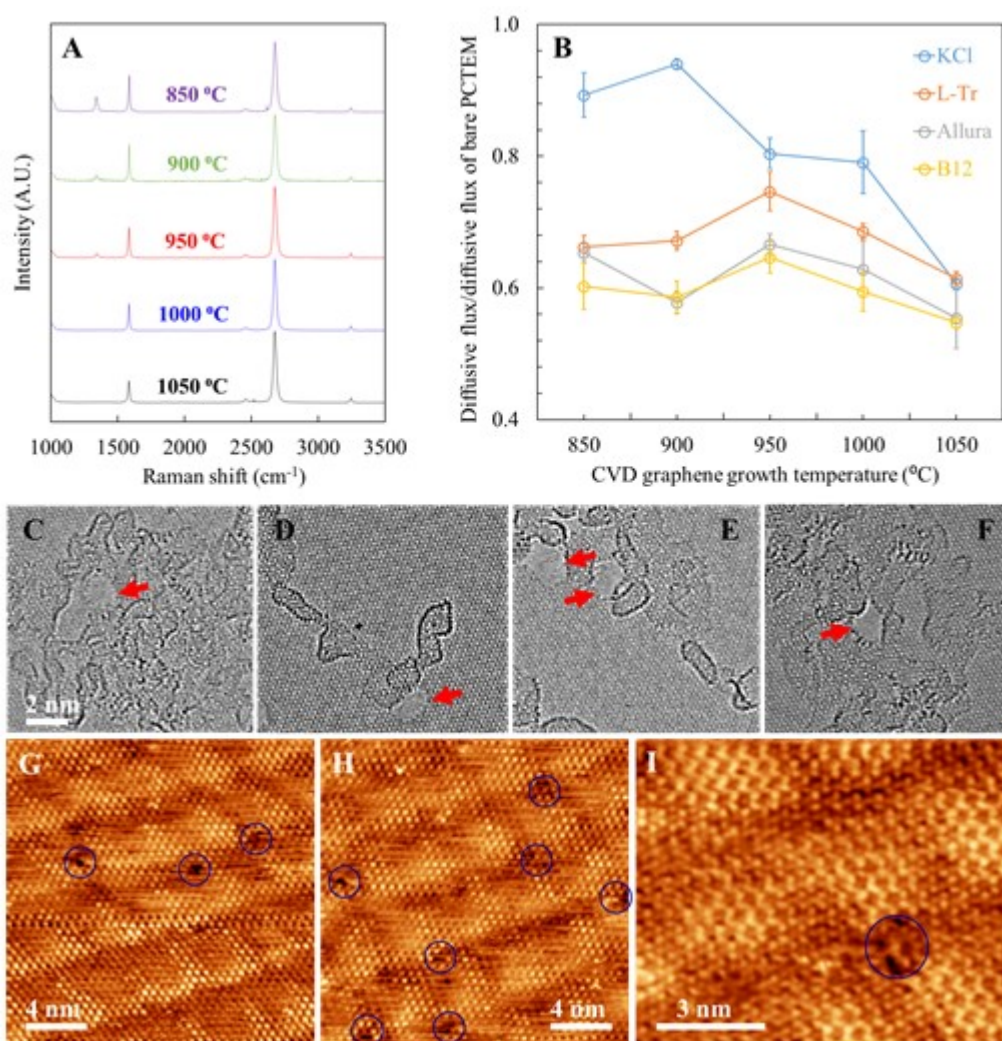 A
850 °C
900 °C
950 °C
1000 °C
1050 °C
Intensity (A.U.)
1000 1500 2000 2500 3000 3500
Raman shift (cm-1)
B
KCl
L-Tr
Allura
B12
Diffusive flux/diffusive flux of bare PCTEM
1.0
0.8
0.6
0.4
850 900 950 1000 1050
CVD graphene growth temperature (⁰C)
C
2 nm
D
E
F
G
4 nm
H
4 nm
I
3 nm